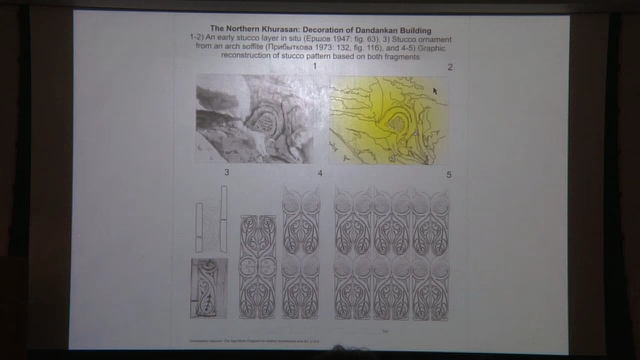 The Northern Khurasan: Decoration of Dandankan Building
1-2) An early stucco layer in situ (Ершов 1947: fig. 63), 3) Stucco ornament
from an arch soffite (Прибыткова 1973: 132, fig. 116), and 4-5) Graphic
reconstruction of stucco pattern based on both fragments
1
2
3
4
5